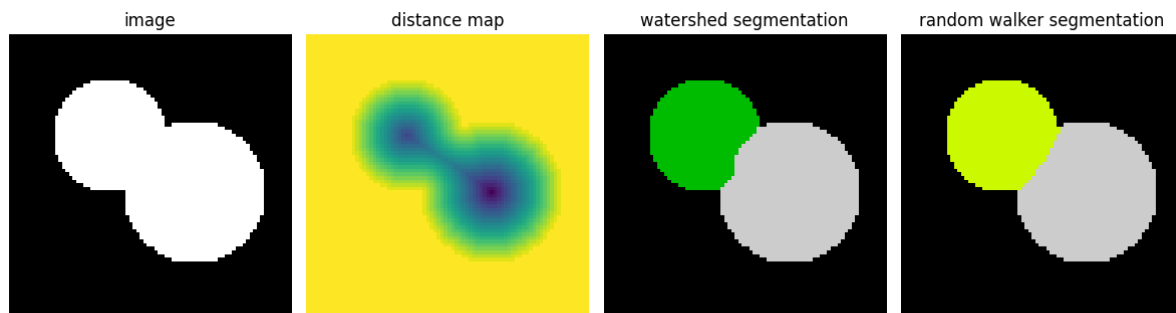 image
distance map
watershed segmentation
random walker segmentation